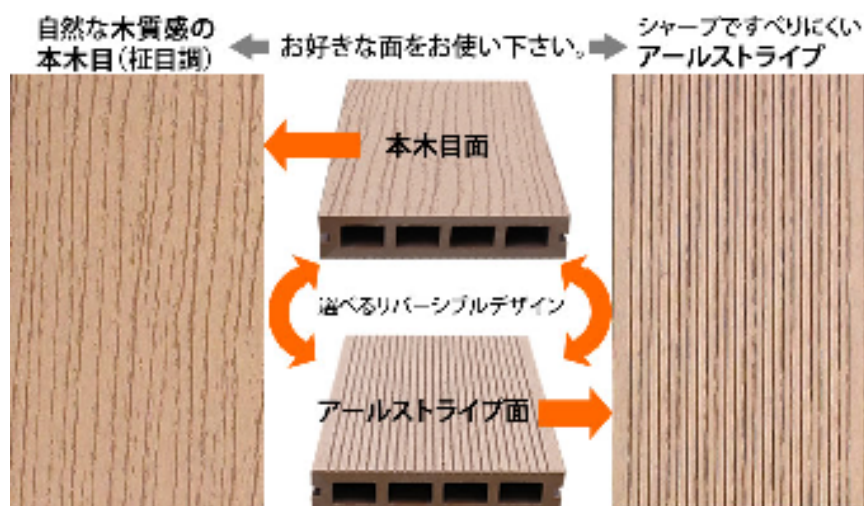 自然な木質感の
本木目(柾目調)
お好きな面をお使い下さい。
シャープですべりにくい
アールストライプ
本木目面
選べるリバーシブルデザイン
アールストライプ面